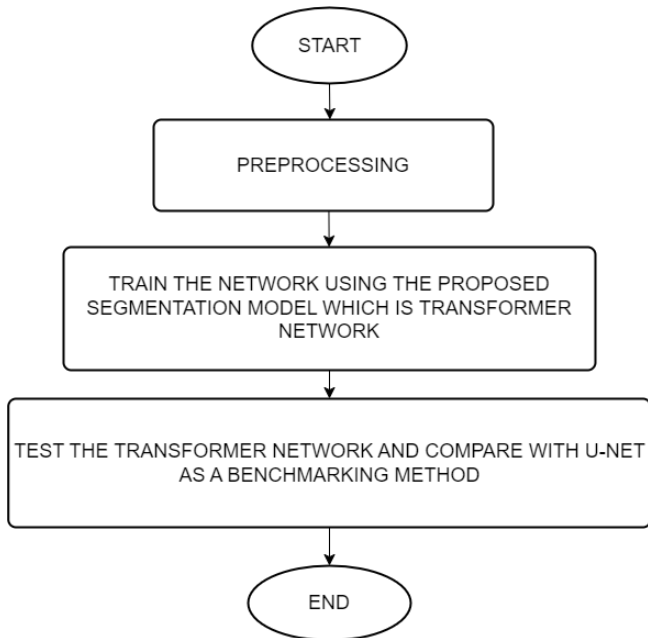 START
PREPROCESSING
TRAIN THE NETWORK USING THE PROPOSED
SEGMENTATION MODEL WHICH IS TRANSFORMER
NETWORK
TEST THE TRANSFORMER NETWORK AND COMPARE WITH U-NET
AS A BENCHMARKING METHOD
END